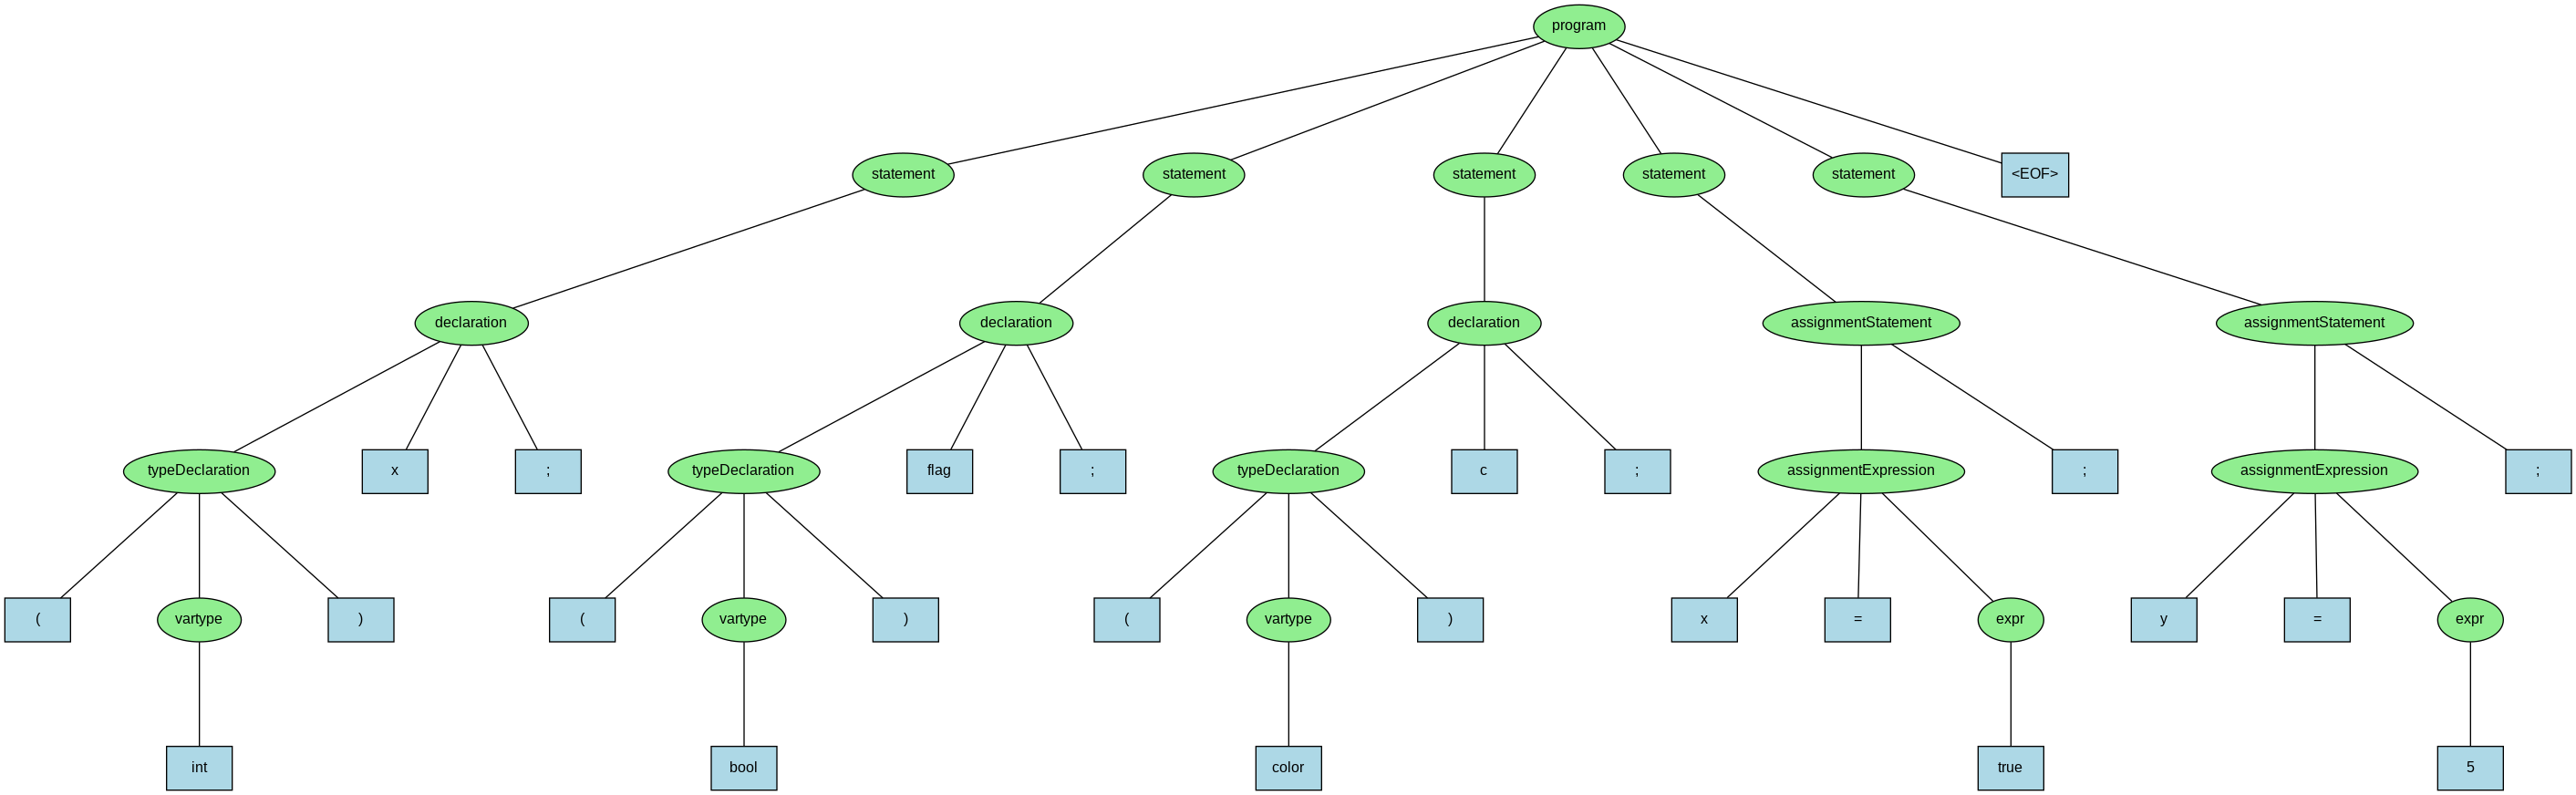 program
statement statement statement statement statement <EOF>
declaration declaration declaration assignmentStatement assignmentStatement
typeDeclaration x ; typeDeclaration flag ; typeDeclaration c ; assignmentExpression ; assignmentExpression ;
( vartype ) ( vartype ) ( vartype ) x = expr y = expr
int bool color true 5